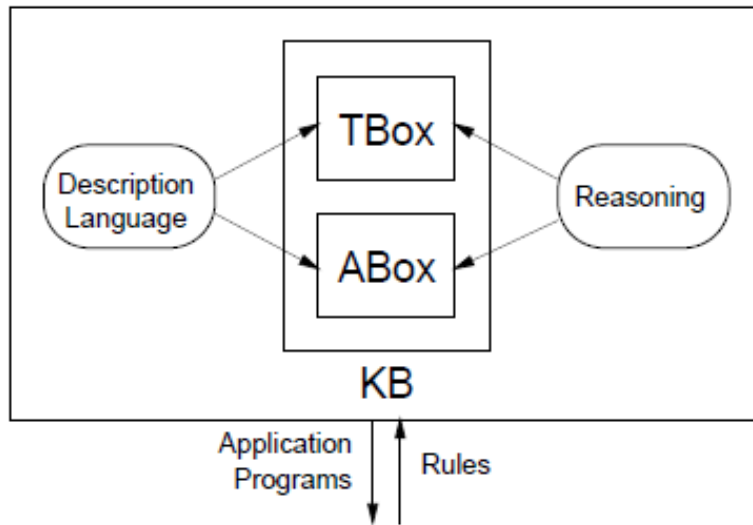 TBox
Description
Language
Reasoning
ABox
KB
Application
Programs
Rules